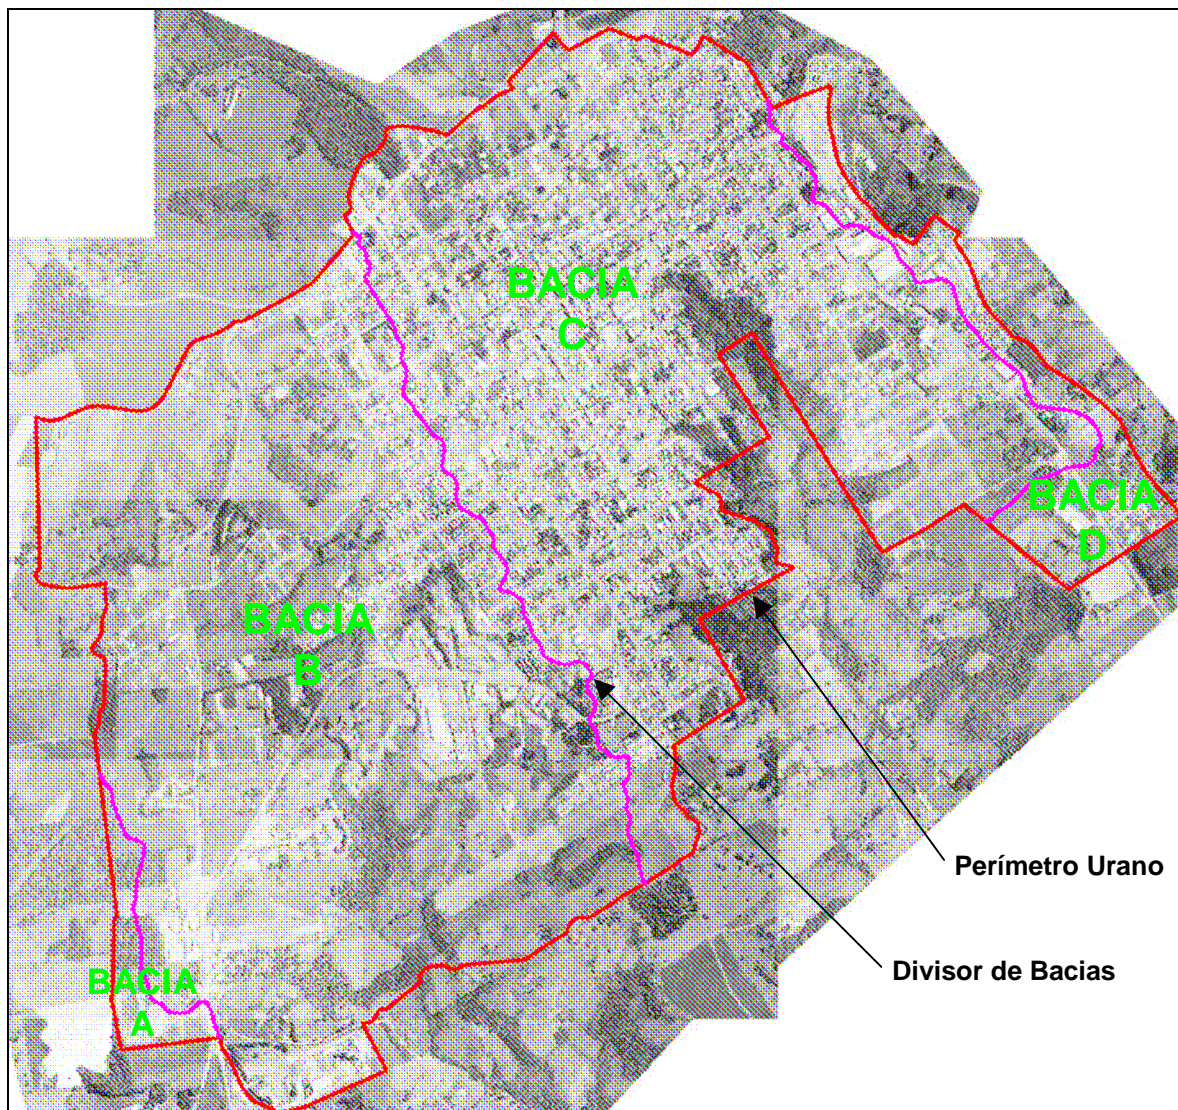 BACIA
C
BACIA
D
BACIA
B
Perímetro Urano
Divisor de Bacias
BACIA
A